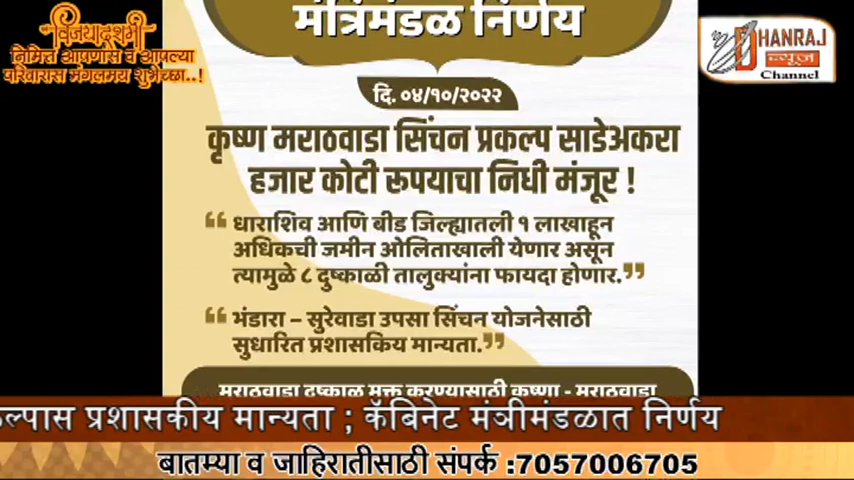 मंत्रिमंडळ निर्णय
विजयादशमी
निमित्त आपणास व आपल्या
परिवारास मंगलमय शुभेच्छा..!
DHANRAJ
न्यूज
Channel
दि. ०४/१०/२०२२
कृष्ण मराठवाडा सिंचन प्रकल्प साडेअकरा
हजार कोटी रूपयाचा निधी मंजूर !
“ धाराशिव आणि बीड जिल्ह्यातली १ लाखाहून
अधिकची जमीन ओलिताखाली येणार असून
त्यामुळे ८ दुष्काळी तालुक्यांना फायदा होणार.”
“ भंडारा – सुरेवाडा उपसा सिंचन योजनेसाठी
सुधारित प्रशासकिय मान्यता.”
मराठवाडा दुष्काळ मुक्त करण्यासाठी कृष्णा - मराठवाडा
ल्पास प्रशासकीय मान्यता ; कॅबिनेट मंत्रीमंडळात निर्णय
बातम्या व जाहिरातीसाठी संपर्क :7057006705